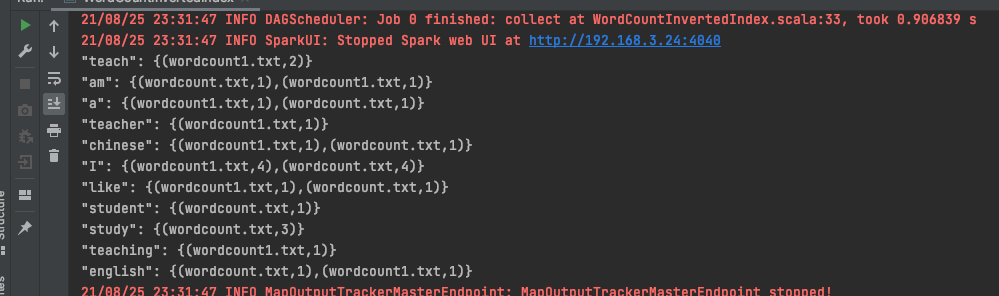 WordCountInvertedIndex
21/08/25 23:31:47 INFO DAGScheduler: Job 0 finished: collect at WordCountInvertedIndex.scala:33, took 0.906839 s
21/08/25 23:31:47 INFO SparkUI: Stopped Spark web UI at http://192.168.3.24:4040
"teach": {(wordcount1.txt,2)}
"am": {(wordcount.txt,1),(wordcount1.txt,1)}
"a": {(wordcount1.txt,1),(wordcount.txt,1)}
"teacher": {(wordcount1.txt,1)}
"chinese": {(wordcount1.txt,1),(wordcount.txt,1)}
"I": {(wordcount1.txt,4),(wordcount.txt,4)}
"like": {(wordcount1.txt,1),(wordcount.txt,1)}
"student": {(wordcount.txt,1)}
"study": {(wordcount.txt,3)}
"teaching": {(wordcount1.txt,1)}
"english": {(wordcount.txt,1),(wordcount1.txt,1)}
21/08/25 23:31:47 INFO MapOutputTrackerMasterEndpoint: MapOutputTrackerMasterEndpoint stopped!
Structure